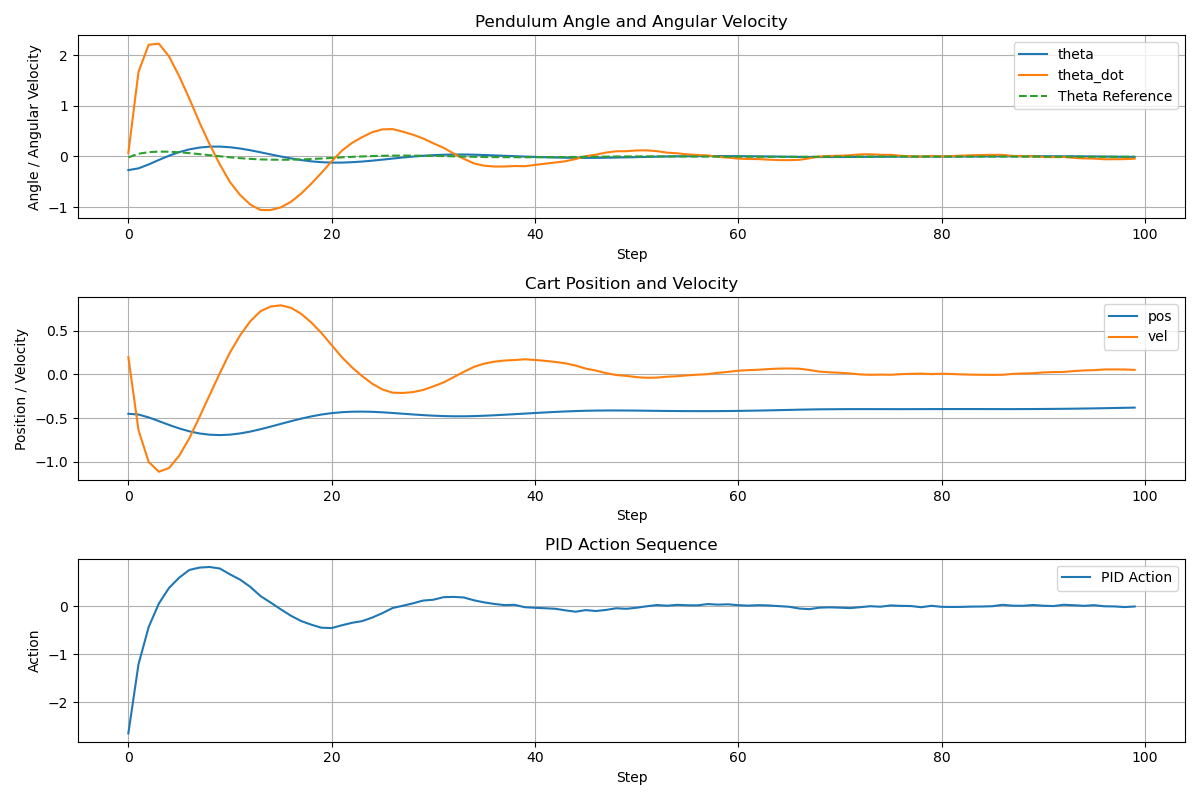 Pendulum Angle and Angular Velocity
Angle / Angular Velocity
2
1
0
−1
theta
theta_dot
Theta Reference
0 20 40 60 80 100
Step
Cart Position and Velocity
Position / Velocity
0.5
0.0
−0.5
−1.0
pos
vel
0 20 40 60 80 100
Step
PID Action Sequence
Action
0
−1
−2
PID Action
0 20 40 60 80 100
Step